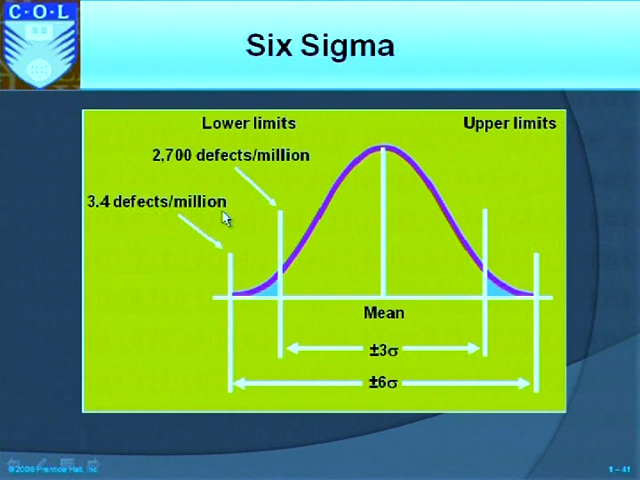 C·O·L
Six Sigma
Lower limits
Upper limits
2,700 defects/million
3.4 defects/million
Mean
±3σ
±6σ
© 2008 Prentice Hall, Inc.
1 – 41